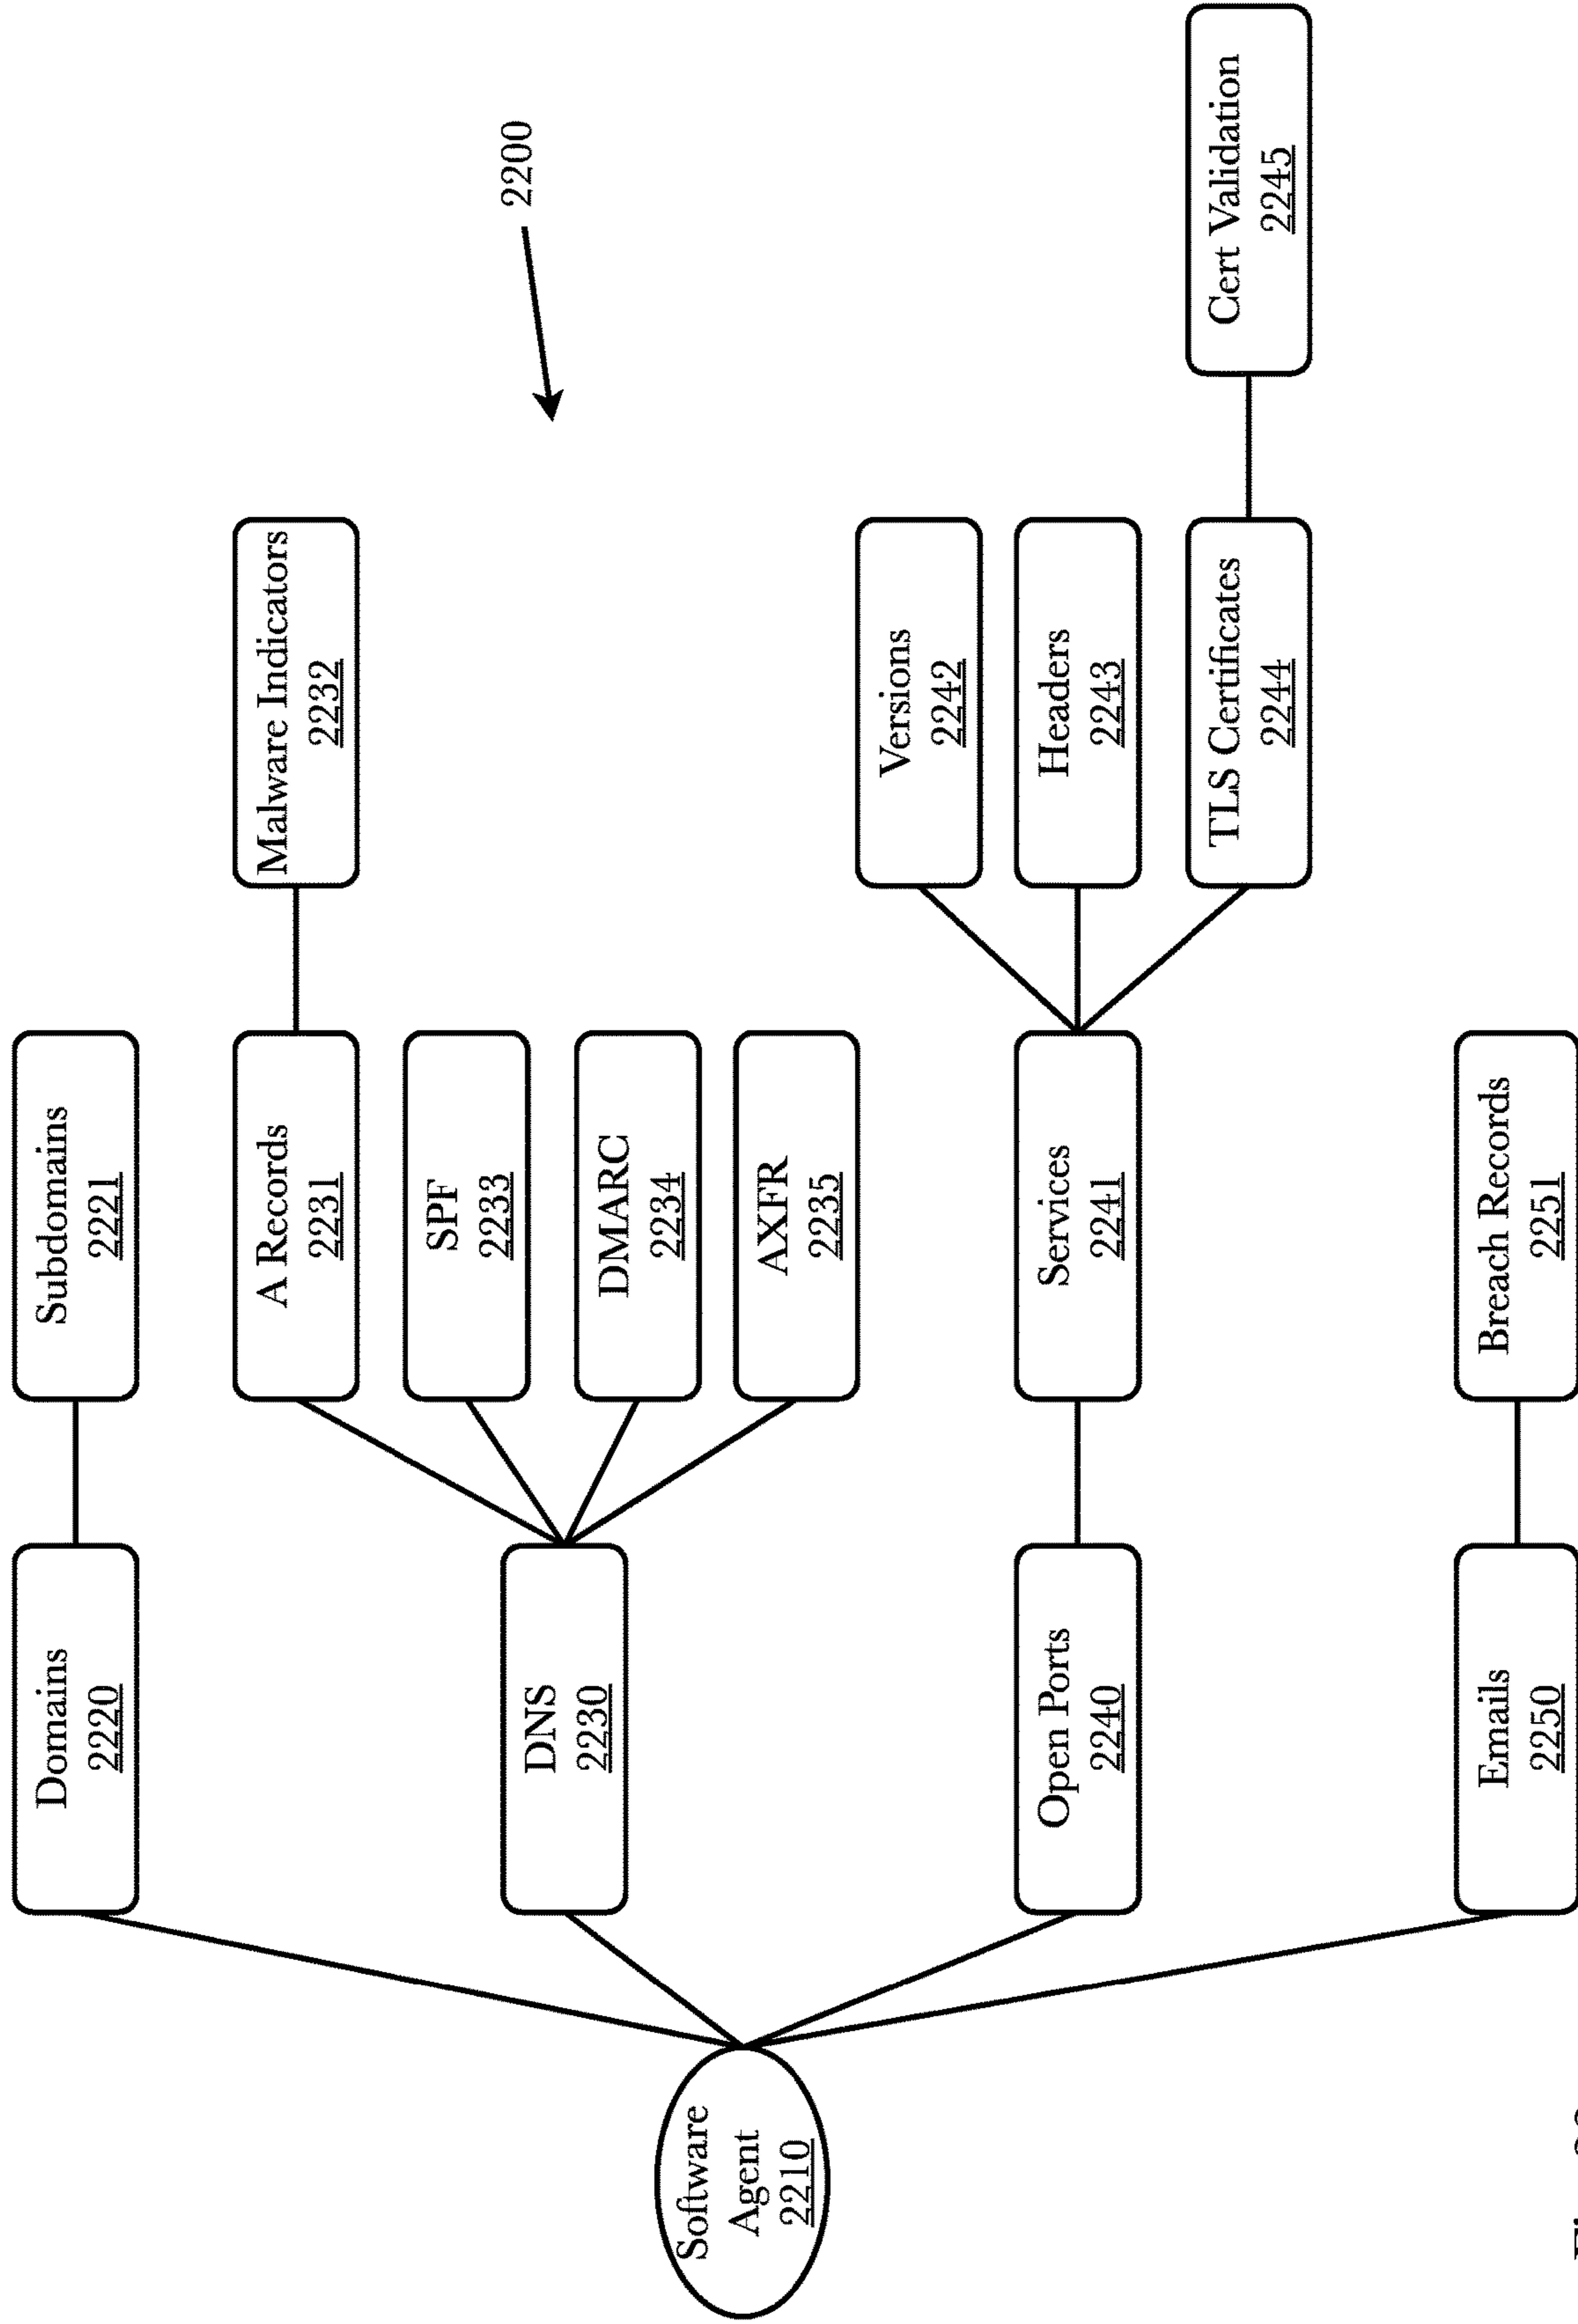 2200
Domains
2220
Subdomains
2221
A Records
2231
Malware Indicators
2232
SPF
2233
DNS
2230
DMARC
2234
AXFR
2235
Software
Agent
2210
Versions
2242
Open Ports
2240
Services
2241
Headers
2243
TLS Certificates
2244
Cert Validation
2245
Emails
2250
Breach Records
2251